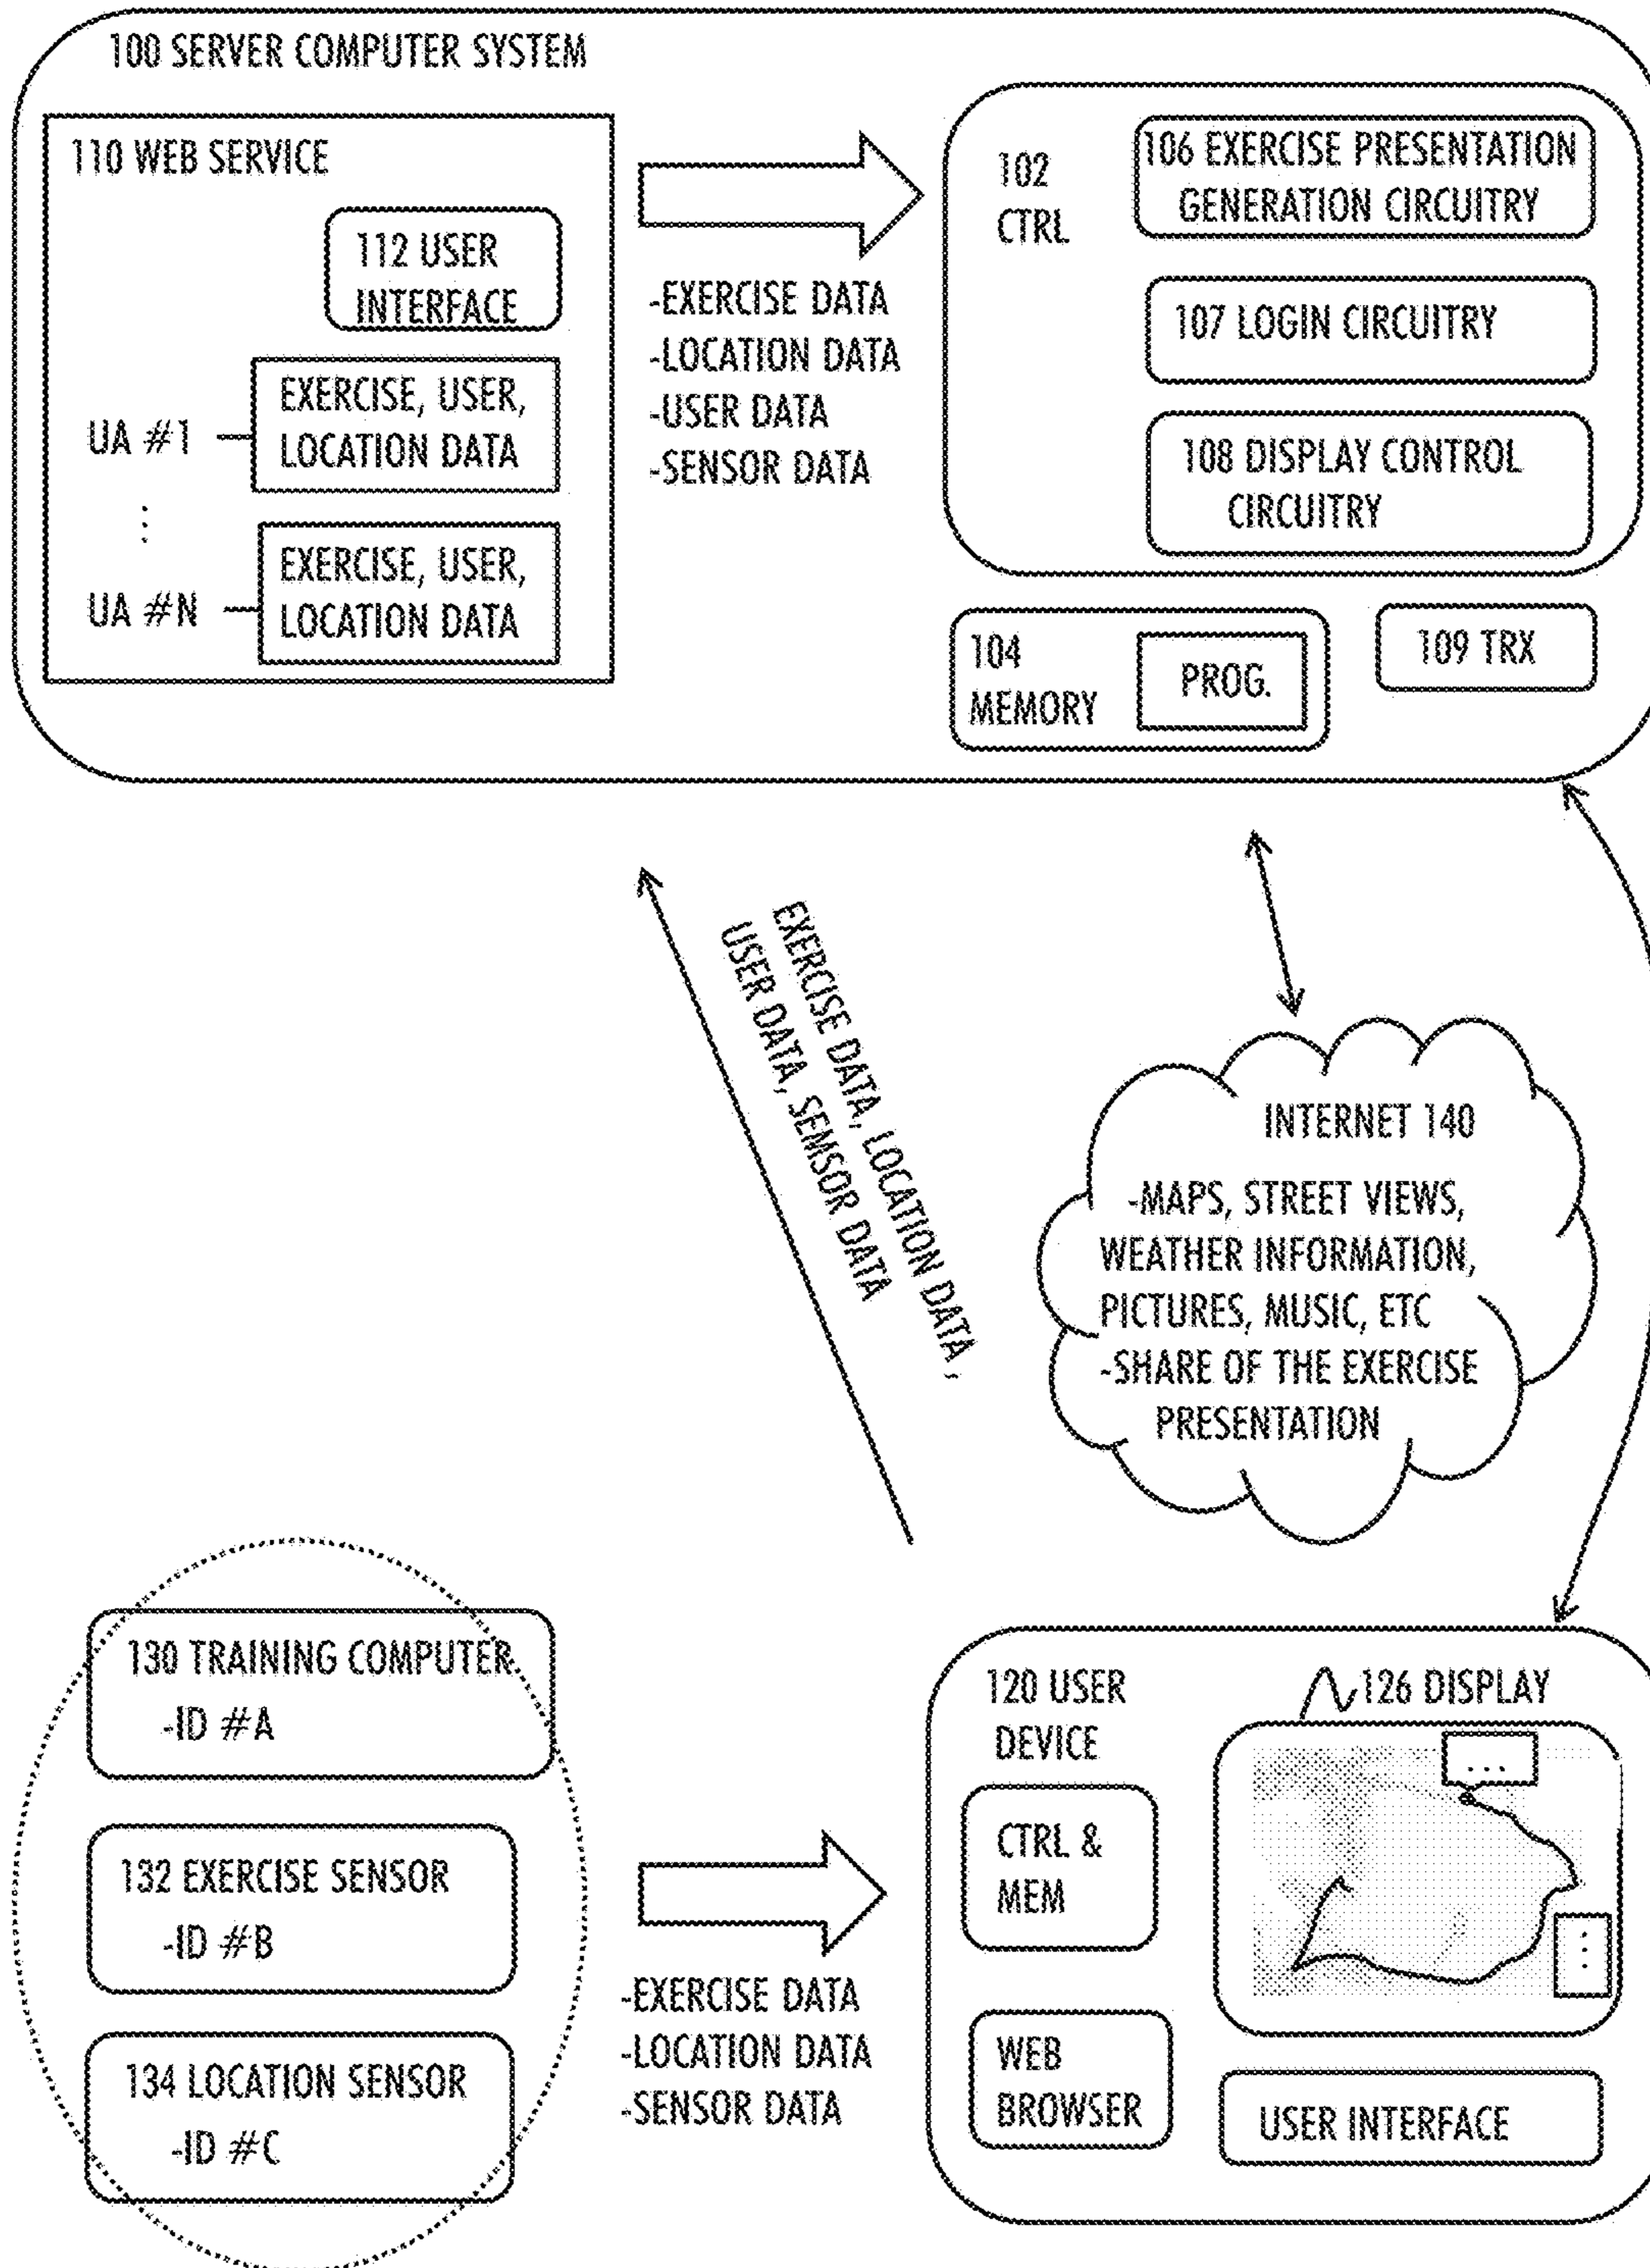 100 SERVER COMPUTER SYSTEM
110 WEB SERVICE
112 USER
INTERFACE
UA #1
EXERCISE, USER,
LOCATION DATA
⋮
UA #N
EXERCISE, USER,
LOCATION DATA
-EXERCISE DATA
-LOCATION DATA
-USER DATA
-SENSOR DATA
102
CTRL
106 EXERCISE PRESENTATION
GENERATION CIRCUITRY
107 LOGIN CIRCUITRY
108 DISPLAY CONTROL
CIRCUITRY
104
MEMORY
PROG.
109 TRX
EXERCISE DATA, LOCATION DATA,
USER DATA, SEMSOR DATA
INTERNET 140
-MAPS, STREET VIEWS,
WEATHER INFORMATION,
PICTURES, MUSIC, ETC
-SHARE OF THE EXERCISE
PRESENTATION
130 TRAINING COMPUTER
-ID #A
132 EXERCISE SENSOR
-ID #B
134 LOCATION SENSOR
-ID #C
-EXERCISE DATA
-LOCATION DATA
-SENSOR DATA
120 USER
DEVICE
126 DISPLAY
...
⋮
CTRL &
MEM
WEB
BROWSER
USER INTERFACE